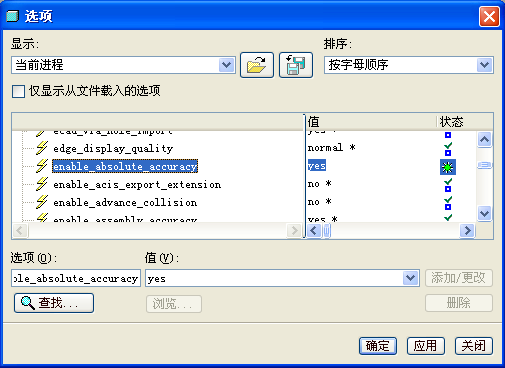 选项
显示:
排序:
当前进程
按字母顺序
仅显示从文件载入的选项
值
状态
ecad_via_hole_import
yes *
edge_display_quality
normal *
enable_absolute_accuracy
yes
enable_acis_export_extension
no *
enable_advance_collision
no *
enable_assembly_accuracy
yes *
选项(O):
值(V):
ole_absolute_accuracy
yes
添加/更改
查找...
浏览...
删除
确定
应用
关闭